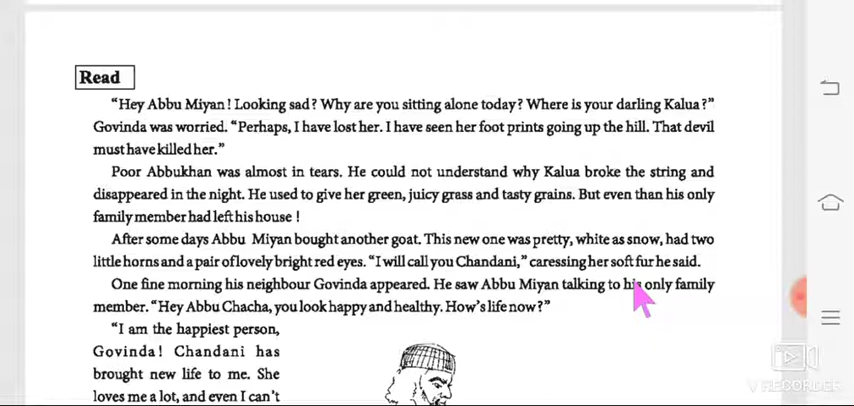 Read
“Hey Abbu Miyan! Looking sad? Why are you sitting alone today? Where is your darling Kalua?”
Govinda was worried. “Perhaps, I have lost her. I have seen her foot prints going up the hill. That devil
must have killed her.”
Poor Abbukhan was almost in tears. He could not understand why Kalua broke the string and
disappeared in the night. He used to give her green, juicy grass and tasty grains. But even than his only
family member had left his house !
After some days Abbu Miyan bought another goat. This new one was pretty, white as snow, had two
little horns and a pair of lovely bright red eyes. “I will call you Chandani,” caressing her soft fur he said.
One fine morning his neighbour Govinda appeared. He saw Abbu Miyan talking to his only family
member. “Hey Abbu Chacha, you look happy and healthy. How’s life now?”
“I am the happiest person,
Govinda! Chandani has
brought new life to me. She
loves me a lot, and even I can’t
V RECORDER